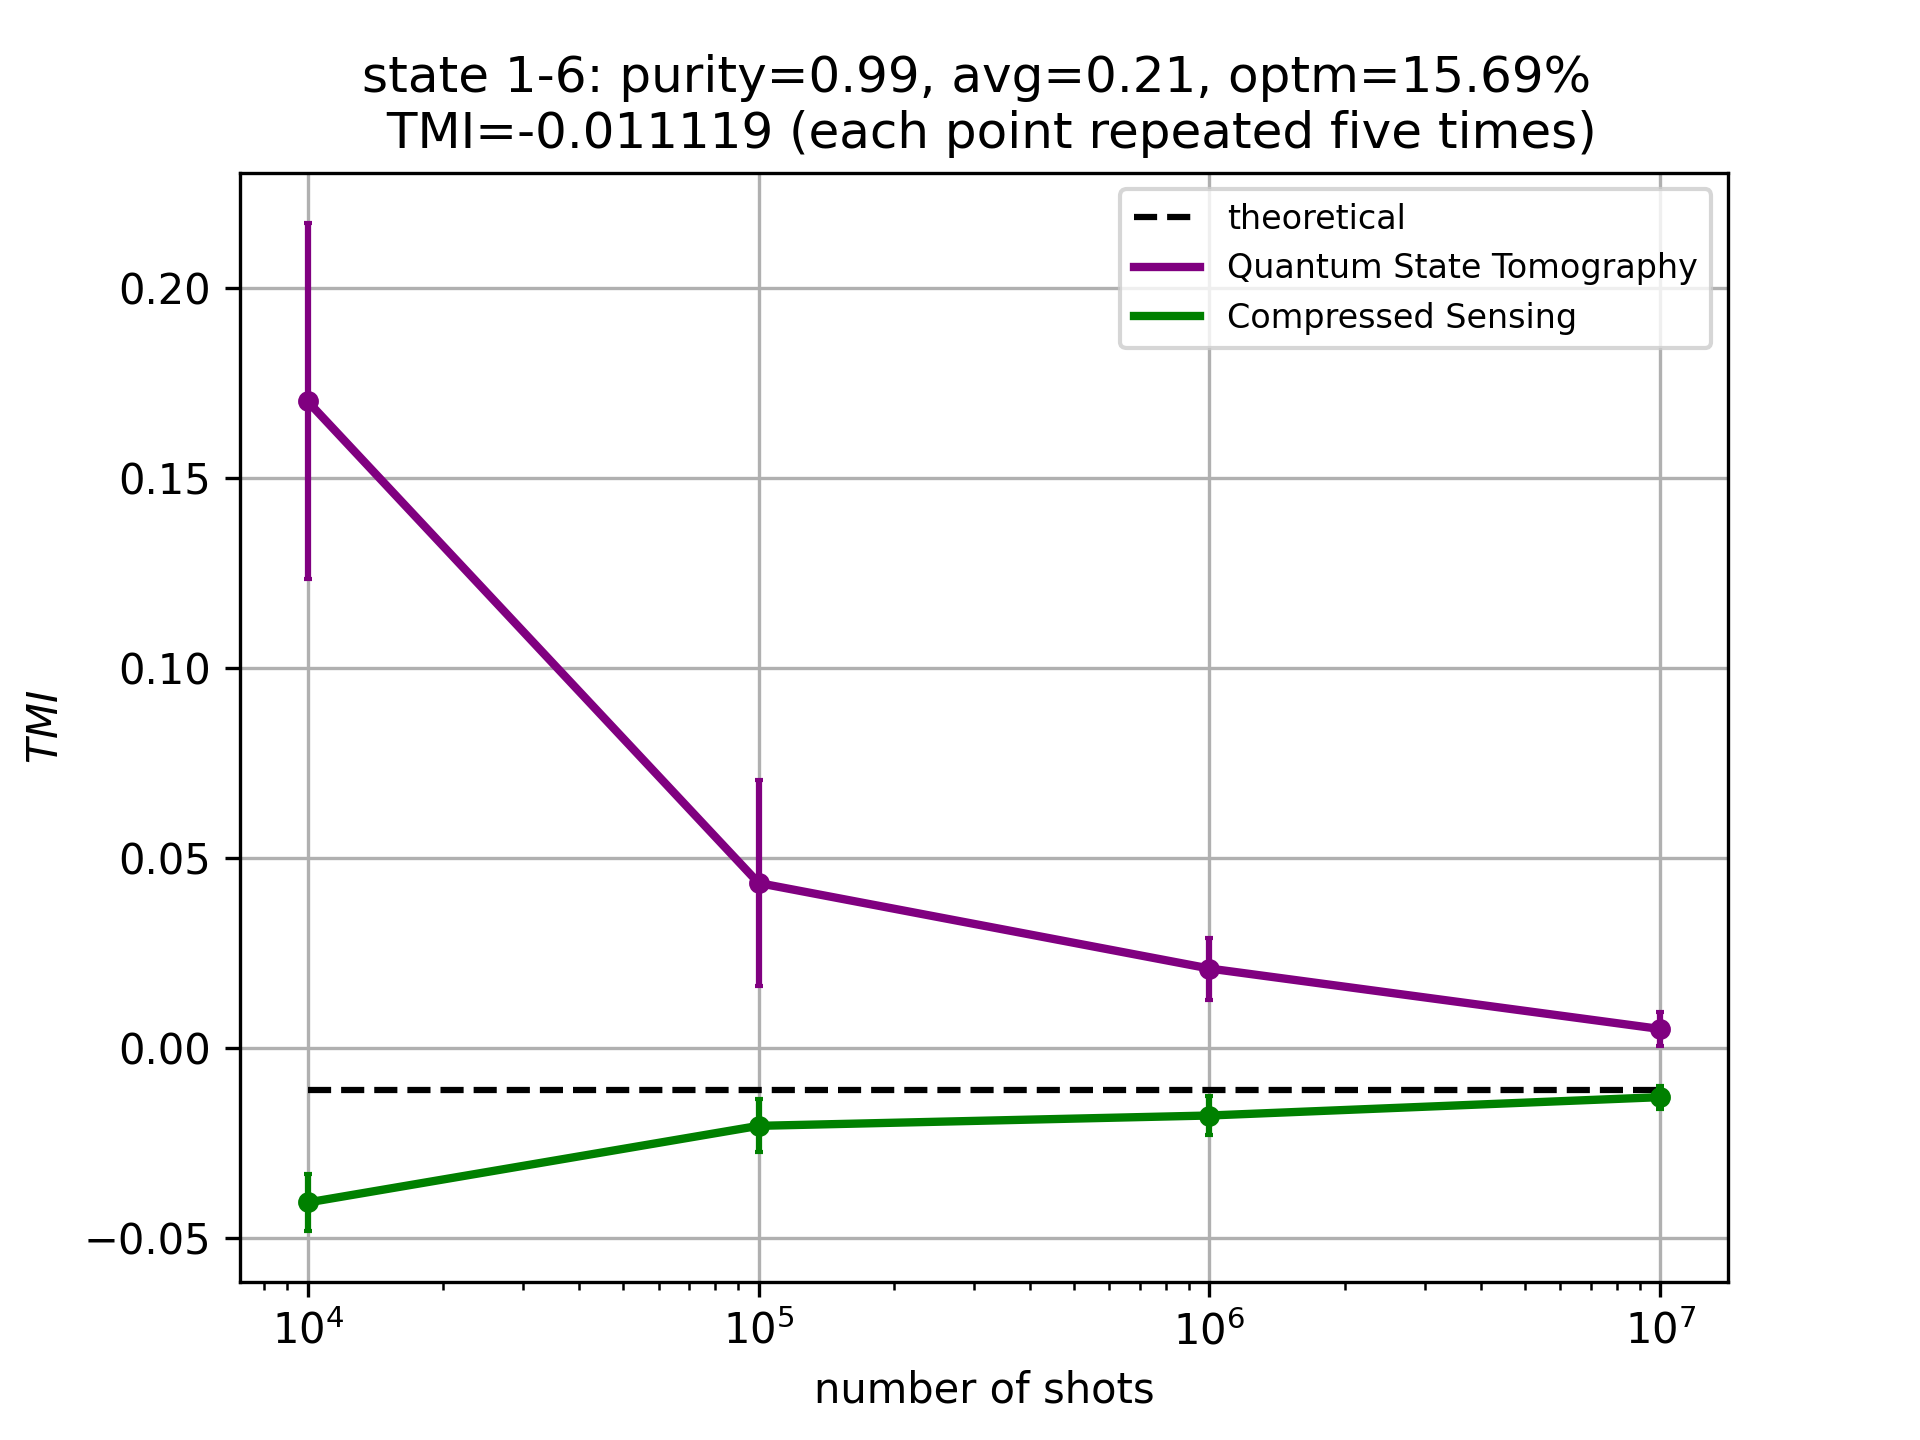 state 1-6: purity=0.99, avg=0.21, optm=15.69%
TMI=-0.011119 (each point repeated five times)
theoretical
Quantum State Tomography
Compressed Sensing
0.20
0.15
0.10
0.05
0.00
−0.05
TMI
10⁴ 10⁵ 10⁶ 10⁷
number of shots